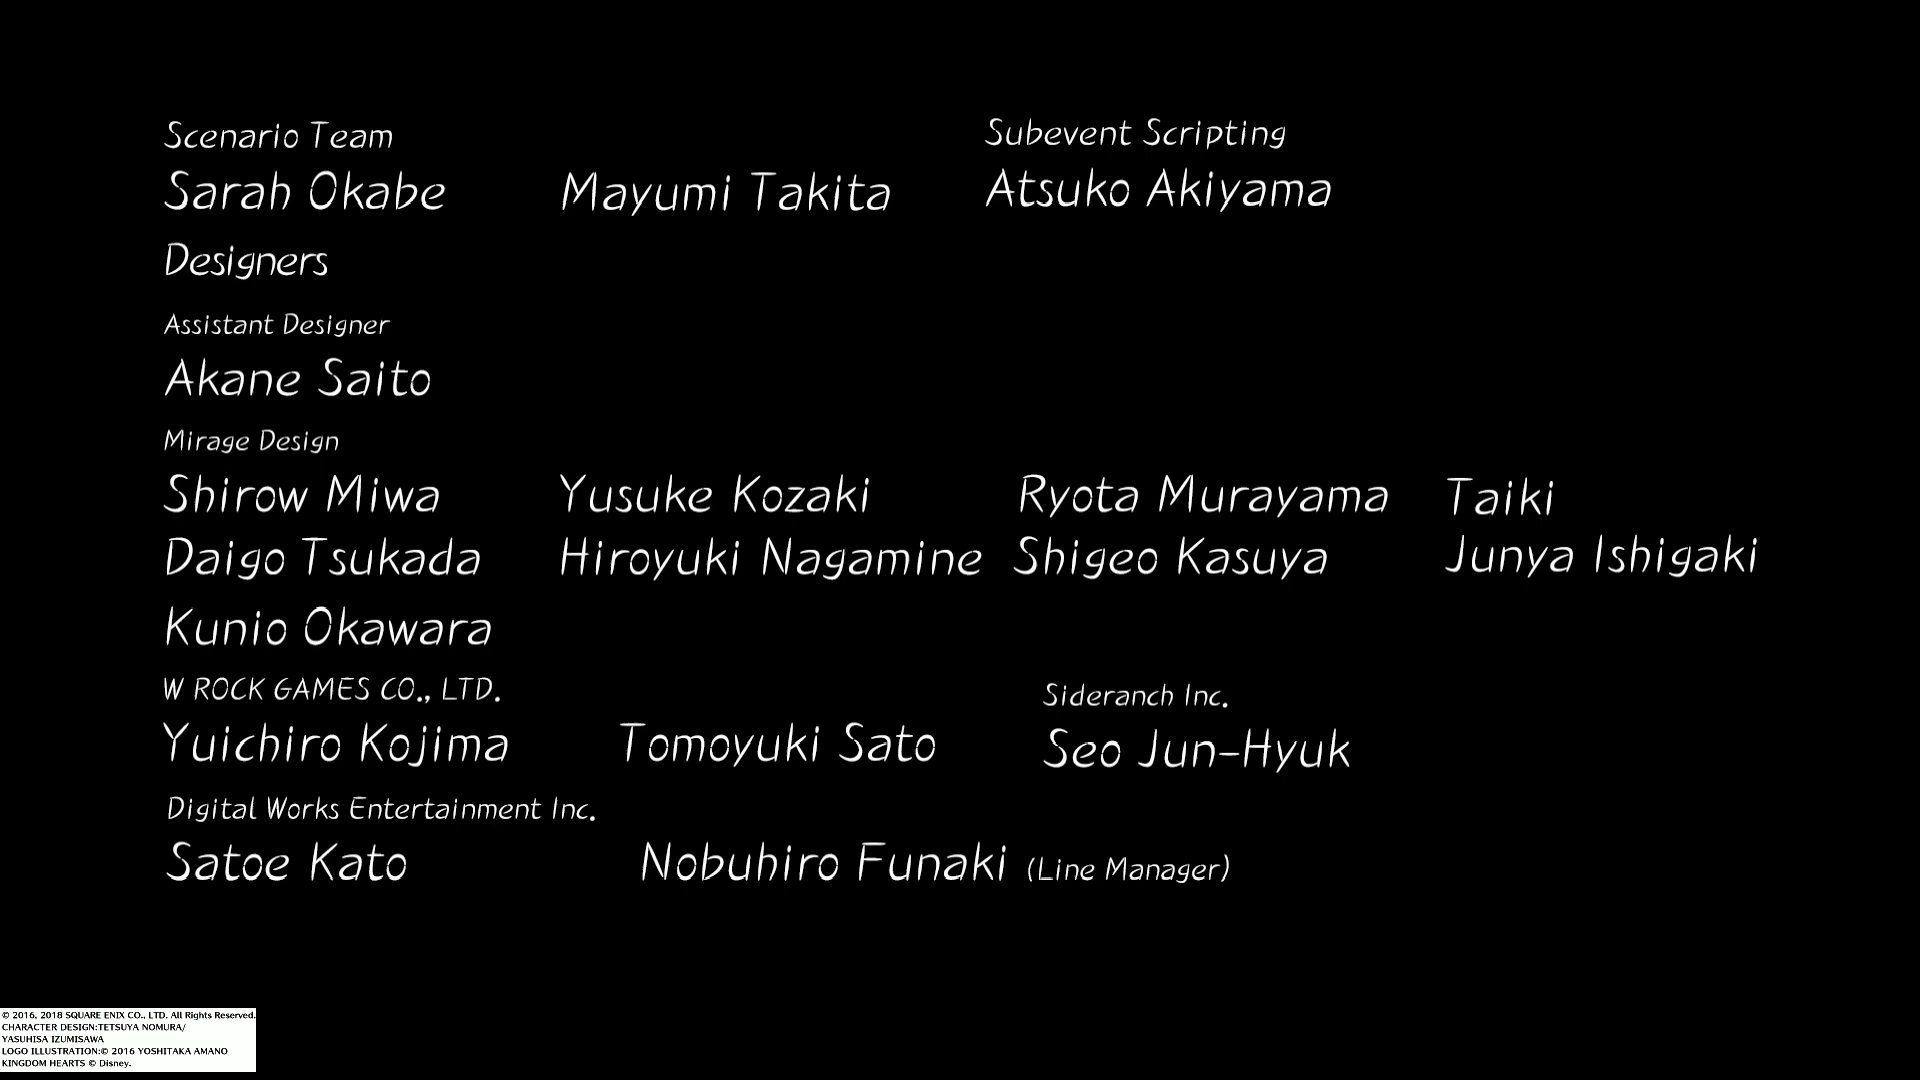 Scenario Team
Sarah Okabe Mayumi Takita
Subevent Scripting
Atsuko Akiyama
Designers
Assistant Designer
Akane Saito
Mirage Design
Shirow Miwa Yusuke Kozaki Ryota Murayama Taiki
Daigo Tsukada Hiroyuki Nagamine Shigeo Kasuya Junya Ishigaki
Kunio Okawara
W ROCK GAMES CO., LTD.
Yuichiro Kojima Tomoyuki Sato
Sideranch Inc.
Seo Jun-Hyuk
Digital Works Entertainment Inc.
Satoe Kato Nobuhiro Funaki (Line Manager)
© 2016, 2018 SQUARE ENIX CO., LTD. All Rights Reserved.
CHARACTER DESIGN:TETSUYA NOMURA/
YASUHISA IZUMISAWA
LOGO ILLUSTRATION:© 2016 YOSHITAKA AMANO
KINGDOM HEARTS © Disney.